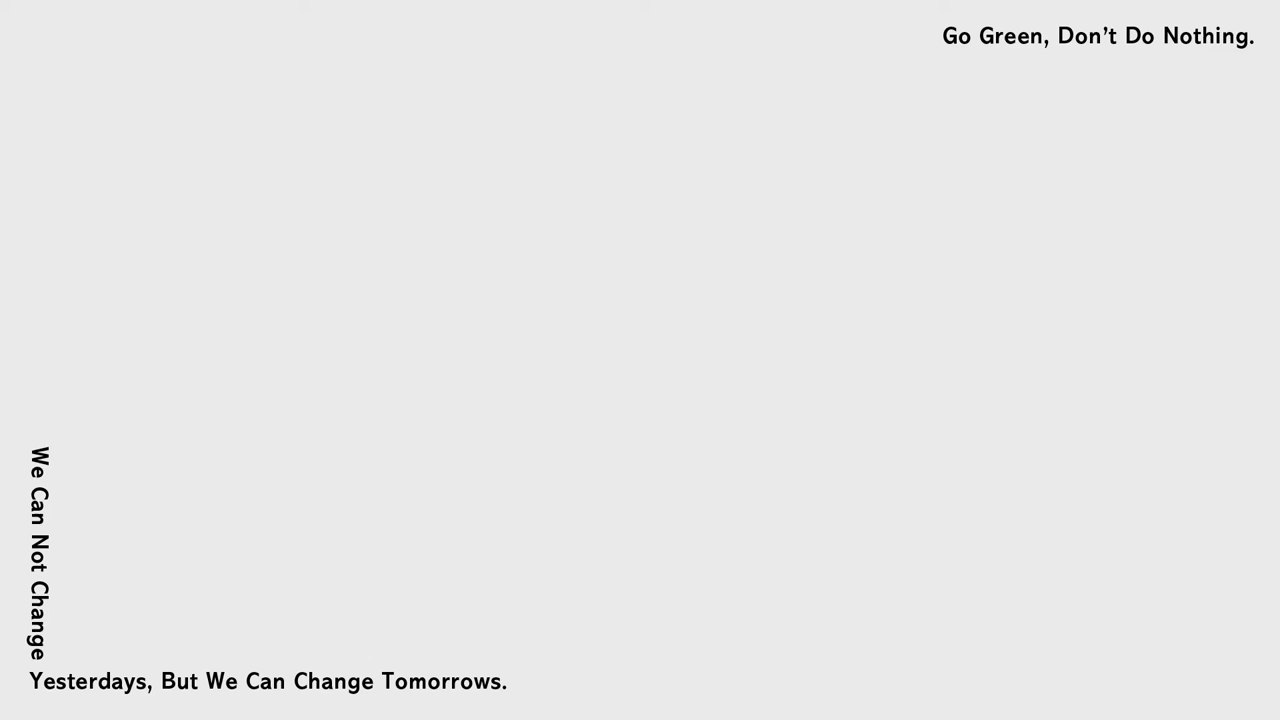 Go Green, Don’t Do Nothing.
We Can Not Change
Yesterdays, But We Can Change Tomorrows.